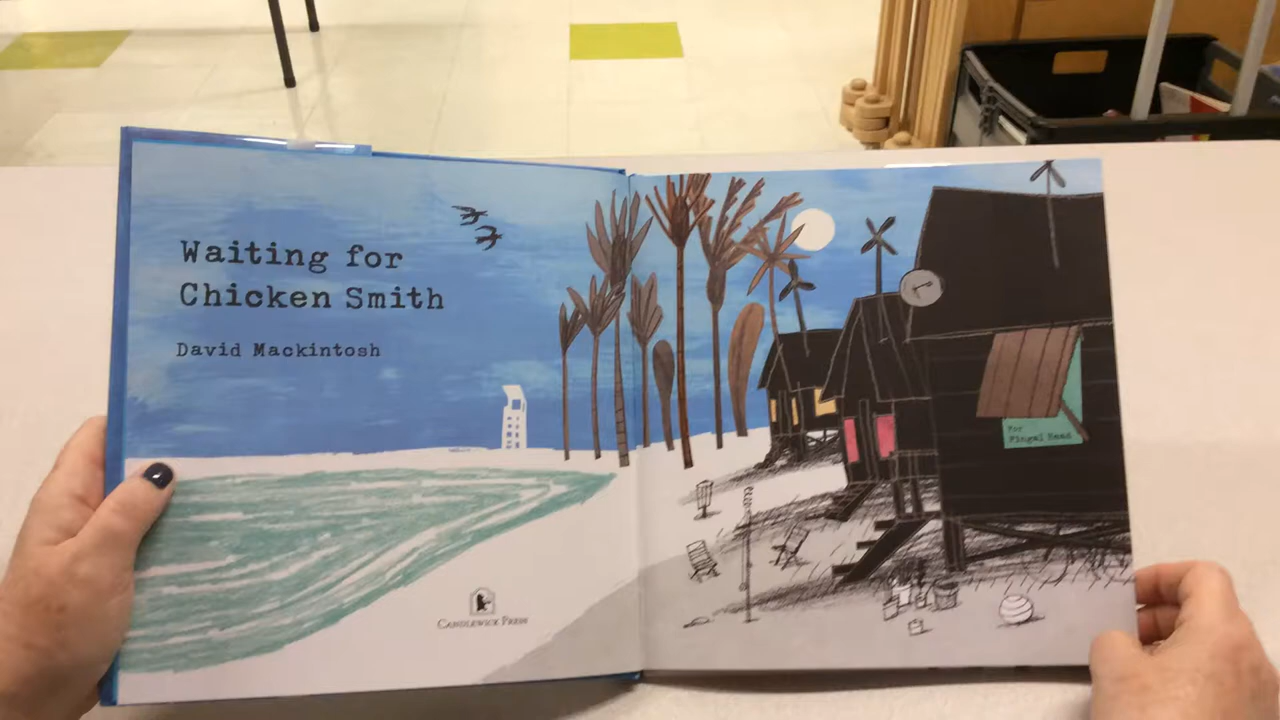 Waiting for
Chicken Smith
David Mackintosh
CANDLEWICK PRESS
For
Fingal Head